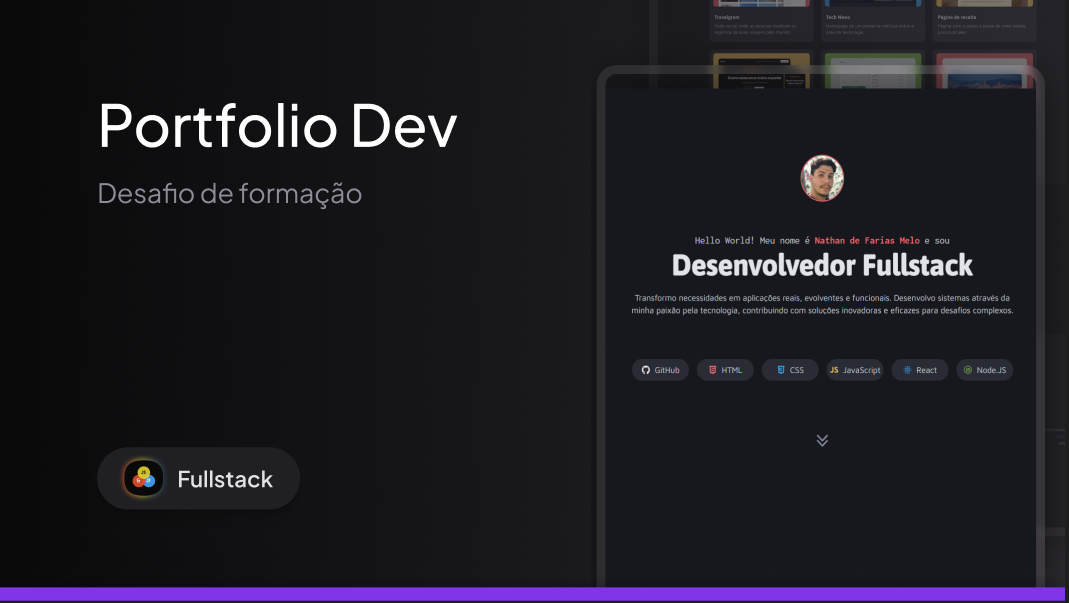 Portfolio Dev
Desafio de formação
Fullstack
Travelgram
Tech News
Página de receita
Hello World! Meu nome é Nathan de Farias Melo e sou
Desenvolvedor Fullstack
Transformo necessidades em aplicações reais, evolventes e funcionais. Desenvolvo sistemas através da
minha paixão pela tecnologia, contribuindo com soluções inovadoras e eficazes para desafios complexos.
GitHub
HTML
CSS
JS JavaScript
React
Node.JS